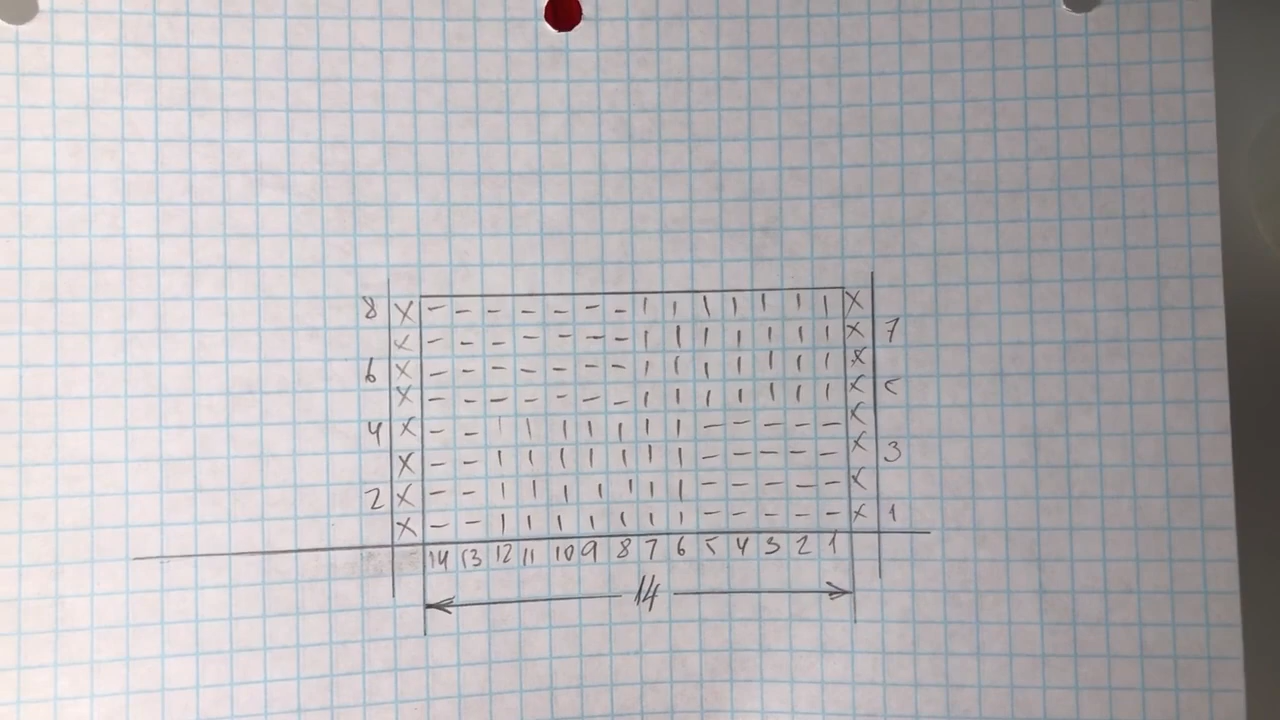 8 X - - - - - - - | | | | | | | X
X - - - - - - - | | | | | | | X 7
6 X - - - - - - - | | | | | | | X
X - - - - - - - | | | | | | | X 5
4 X - - | | | | | | | - - - - - X
X - - | | | | | | | - - - - - X 3
2 X - - | | | | | | | - - - - - X
X - - | | | | | | | - - - - - X 1
14 13 12 11 10 9 8 7 6 5 4 3 2 1
14